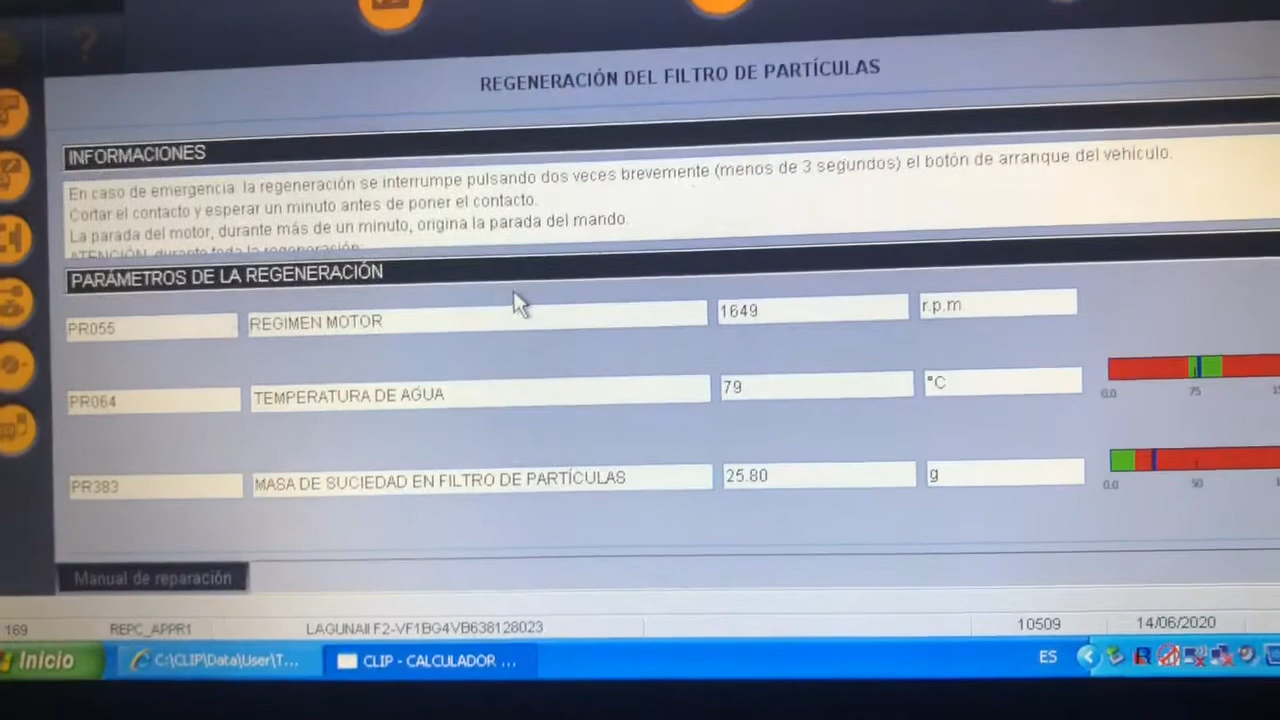 ?
REGENERACIÓN DEL FILTRO DE PARTÍCULAS
INFORMACIONES
En caso de emergencia la regeneración se interrumpe pulsando dos veces brevemente (menos de 3 segundos) el botón de arranque del vehículo.
Cortar el contacto y esperar un minuto antes de poner el contacto.
La parada del motor, durante más de un minuto, origina la parada del mando.
ATENCIÓN, durante toda la regeneración:
PARÁMETROS DE LA REGENERACIÓN
PR055 REGIMEN MOTOR 1649 r.p.m
PR064 TEMPERATURA DE AGUA 79 °C
0.0 75
PR383 MASA DE SUCIEDAD EN FILTRO DE PARTÍCULAS 25.80 g
0.0 50
Manual de reparación
169 REPC_APPR1 LAGUNAII F2-VF1BG4VB638128023 10509 14/06/2020
Inicio C:\CLIP\Data\User\T... CLIP - CALCULADOR ... ES